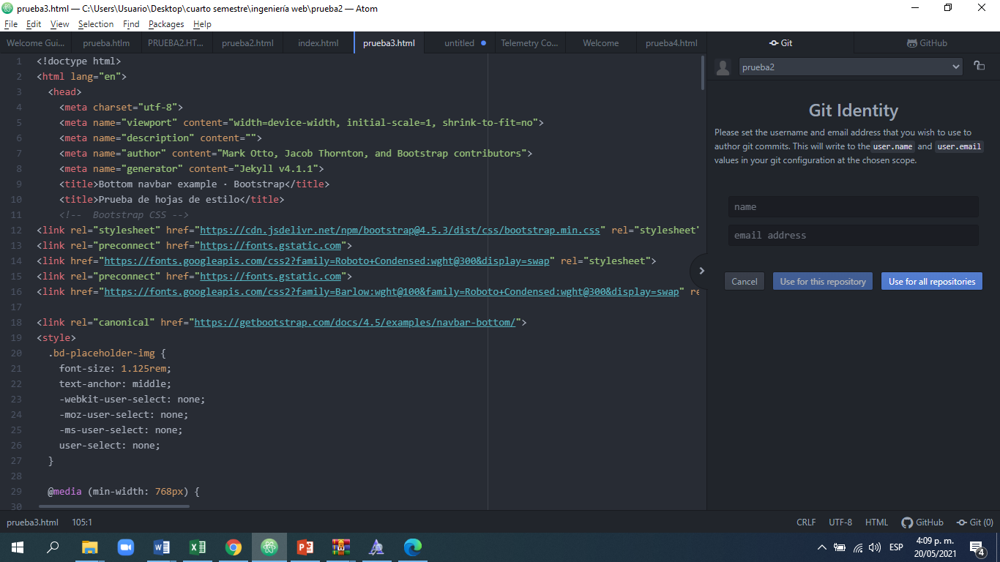 prueba3.html — C:\Users\Usuario\Desktop\cuarto semestre\ingeniería web\prueba2 — Atom
File Edit View Selection Find Packages Help
Welcome Gui... prueba.htlm PRUEBA2.HT... prueba2.html index.html prueba3.html untitled Telemetry Co... Welcome prueba4.html
1 <!doctype html>
2 <html lang="en">
3 <head>
4 <meta charset="utf-8">
5 <meta name="viewport" content="width=device-width, initial-scale=1, shrink-to-fit=no">
6 <meta name="description" content="">
7 <meta name="author" content="Mark Otto, Jacob Thornton, and Bootstrap contributors">
8 <meta name="generator" content="Jekyll v4.1.1">
9 <title>Bottom navbar example · Bootstrap</title>
10 <title>Prueba de hojas de estilo</title>
11 <!--  Bootstrap CSS -->
12 <link rel="stylesheet" href="https://cdn.jsdelivr.net/npm/bootstrap@4.5.3/dist/css/bootstrap.min.css" rel="stylesheet"
13 <link rel="preconnect" href="https://fonts.gstatic.com">
14 <link href="https://fonts.googleapis.com/css2?family=Roboto+Condensed:wght@300&display=swap" rel="stylesheet">
15 <link rel="preconnect" href="https://fonts.gstatic.com">
16 <link href="https://fonts.googleapis.com/css2?family=Barlow:wght@100&family=Roboto+Condensed:wght@300&display=swap" re
17
18 <link rel="canonical" href="https://getbootstrap.com/docs/4.5/examples/navbar-bottom/">
19 <style>
20 .bd-placeholder-img {
21 font-size: 1.125rem;
22 text-anchor: middle;
23 -webkit-user-select: none;
24 -moz-user-select: none;
25 -ms-user-select: none;
26 user-select: none;
27 }
28
29 @media (min-width: 768px) {
30
Git GitHub
prueba2
Git Identity
Please set the username and email address that you wish to use to
author git commits. This will write to the user.name and user.email
values in your git configuration at the chosen scope.
name
email address
Cancel Use for this repository Use for all repositories
prueba3.html 105:1 CRLF UTF-8 HTML GitHub Git (0)
ESP
4:09 p. m.
20/05/2021
4